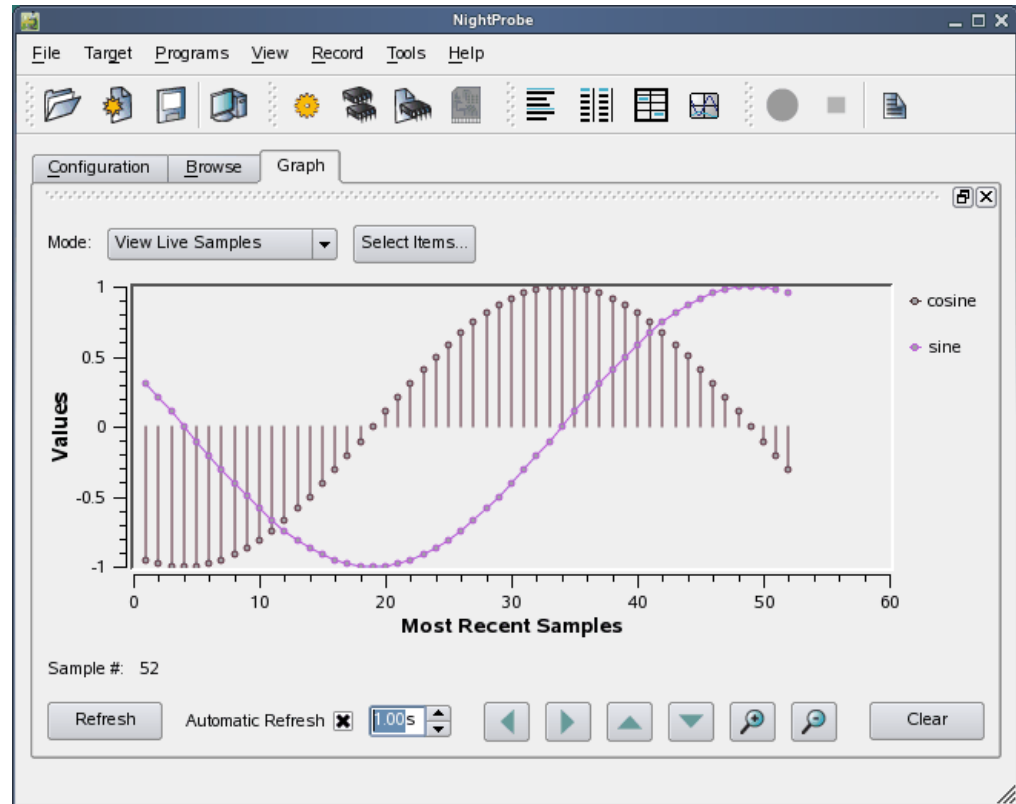 NightProbe
File Target Programs View Record Tools Help
Configuration Browse Graph
Mode: View Live Samples Select Items...
1
0.5
0
-0.5
-1
Values
cosine
sine
0 10 20 30 40 50 60
Most Recent Samples
Sample #: 52
Refresh Automatic Refresh 1.00s Clear